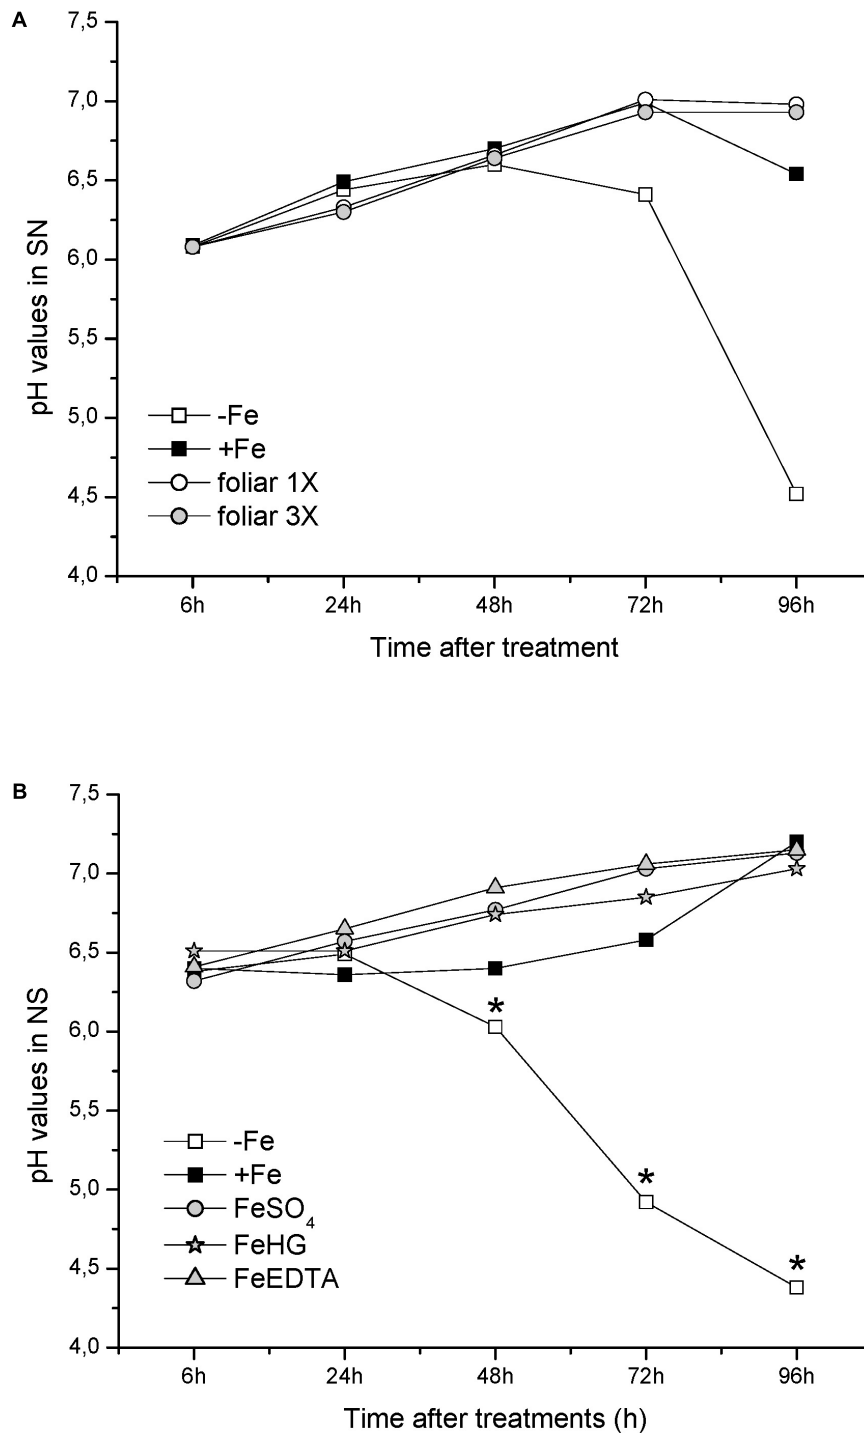 A
7,5
7,0
6,5
6,0
5,5
5,0
4,5
4,0
pH values in SN
-Fe
+Fe
foliar 1X
foliar 3X
6h 24h 48h 72h 96h
Time after treatment
B
7,5
7,0
6,5
6,0
5,5
5,0
4,5
4,0
pH values in NS
*
*
*
-Fe
+Fe
FeSO4
FeHG
FeEDTA
6h 24h 48h 72h 96h
Time after treatments (h)